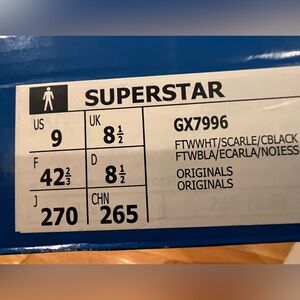 SUPERSTAR
US 9 UK 8½
F 42⅔ D 8½
J 270 CHN 265
GX7996
FTWWHT/SCARLE/CBLACK
FTWBLA/ECARLA/NOIESS
ORIGINALS
ORIGINALS